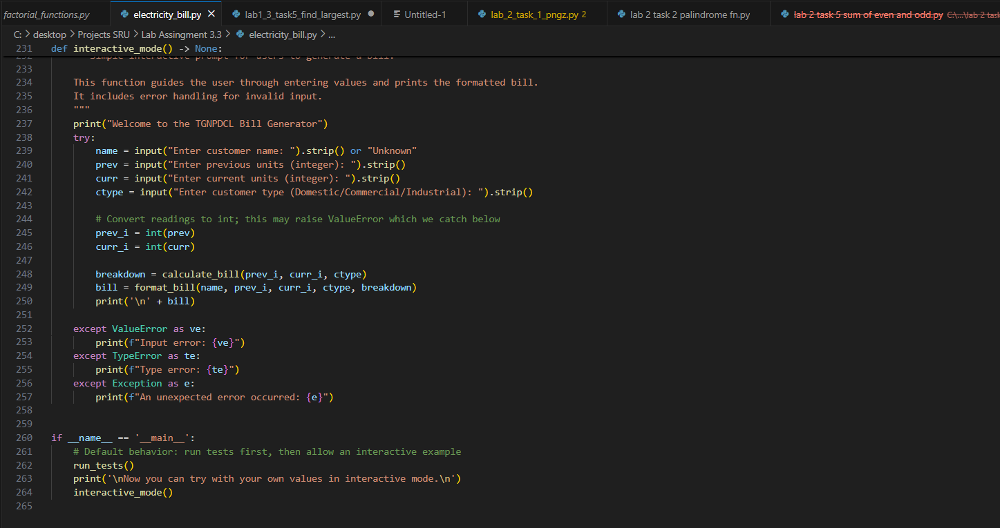 factorial_functions.py electricity_bill.py lab1_3_task5_find_largest.py Untitled-1 lab_2_task_1_pngz.py 2 lab 2 task 2 palindrome fn.py lab 2 task 5 sum of even and odd.py C:\...\lab 2 task
C: > desktop > Projects SRU > Lab Assingment 3.3 > electricity_bill.py > ...
231 def interactive_mode() -> None:
232 Simple interactive prompt for users to generate a bill.
233
234 This function guides the user through entering values and prints the formatted bill.
235 It includes error handling for invalid input.
236 """
237 print("Welcome to the TGNPDCL Bill Generator")
238 try:
239 name = input("Enter customer name: ").strip() or "Unknown"
240 prev = input("Enter previous units (integer): ").strip()
241 curr = input("Enter current units (integer): ").strip()
242 ctype = input("Enter customer type (Domestic/Commercial/Industrial): ").strip()
243
244 # Convert readings to int; this may raise ValueError which we catch below
245 prev_i = int(prev)
246 curr_i = int(curr)
247
248 breakdown = calculate_bill(prev_i, curr_i, ctype)
249 bill = format_bill(name, prev_i, curr_i, ctype, breakdown)
250 print('\n' + bill)
251
252 except ValueError as ve:
253 print(f"Input error: {ve}")
254 except TypeError as te:
255 print(f"Type error: {te}")
256 except Exception as e:
257 print(f"An unexpected error occurred: {e}")
258
259
260 if __name__ == '__main__':
261 # Default behavior: run tests first, then allow an interactive example
262 run_tests()
263 print('\nNow you can try with your own values in interactive mode.\n')
264 interactive_mode()
265